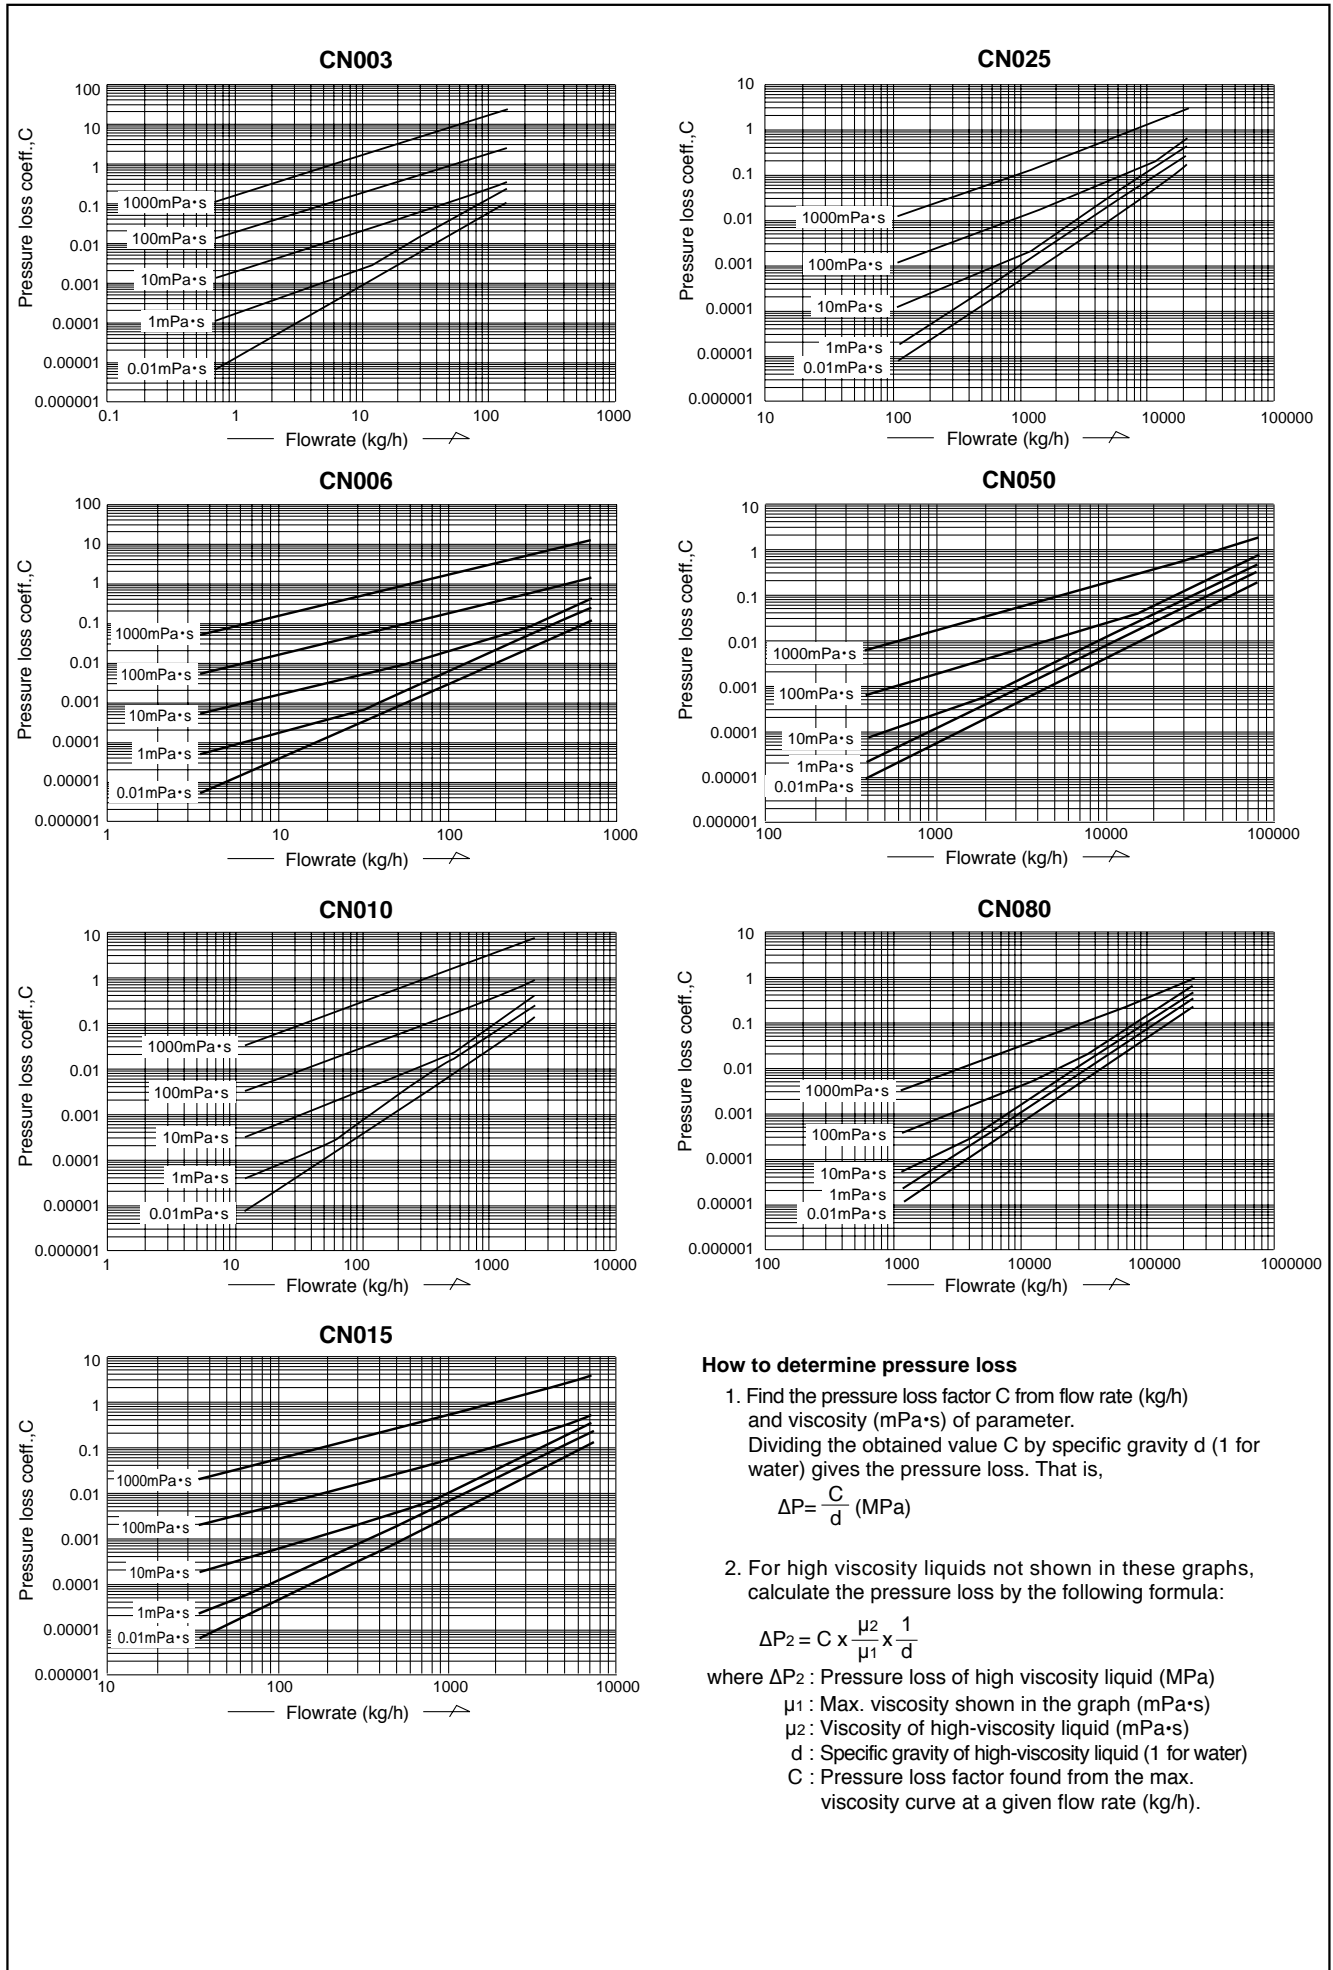 CN003
Pressure loss coeff.,C
100
10
1
0.1
0.01
0.001
0.0001
0.00001
0.000001
1000mPa•s
100mPa•s
10mPa•s
1mPa•s
0.01mPa•s
0.1
1
10
100
1000
Flowrate (kg/h)
CN025
Pressure loss coeff.,C
10
1
0.1
0.01
0.001
0.0001
0.00001
0.000001
1000mPa•s
100mPa•s
10mPa•s
1mPa•s
0.01mPa•s
10
100
1000
10000
100000
Flowrate (kg/h)
CN006
Pressure loss coeff.,C
100
10
1
0.1
0.01
0.001
0.0001
0.00001
0.000001
1000mPa•s
100mPa•s
10mPa•s
1mPa•s
0.01mPa•s
1
10
100
1000
Flowrate (kg/h)
CN050
Pressure loss coeff.,C
10
1
0.1
0.01
0.001
0.0001
0.00001
0.000001
1000mPa•s
100mPa•s
10mPa•s
1mPa•s
0.01mPa•s
100
1000
10000
100000
Flowrate (kg/h)
CN010
Pressure loss coeff.,C
10
1
0.1
0.01
0.001
0.0001
0.00001
0.000001
1000mPa•s
100mPa•s
10mPa•s
1mPa•s
0.01mPa•s
1
10
100
1000
10000
Flowrate (kg/h)
CN080
Pressure loss coeff.,C
10
1
0.1
0.01
0.001
0.0001
0.00001
0.000001
1000mPa•s
100mPa•s
10mPa•s
1mPa•s
0.01mPa•s
100
1000
10000
100000
1000000
Flowrate (kg/h)
CN015
Pressure loss coeff.,C
10
1
0.1
0.01
0.001
0.0001
0.00001
0.000001
1000mPa•s
100mPa•s
10mPa•s
1mPa•s
0.01mPa•s
10
100
1000
10000
Flowrate (kg/h)
How to determine pressure loss
1. Find the pressure loss factor C from flow rate (kg/h)
and viscosity (mPa•s) of parameter.
Dividing the obtained value C by specific gravity d (1 for
water) gives the pressure loss. That is,
ΔP= C/d (MPa)
2. For high viscosity liquids not shown in these graphs,
calculate the pressure loss by the following formula:
ΔP2 = C x μ2/μ1 x 1/d
where ΔP2 : Pressure loss of high viscosity liquid (MPa)
μ1 : Max. viscosity shown in the graph (mPa•s)
μ2 : Viscosity of high-viscosity liquid (mPa•s)
d : Specific gravity of high-viscosity liquid (1 for water)
C : Pressure loss factor found from the max.
viscosity curve at a given flow rate (kg/h).